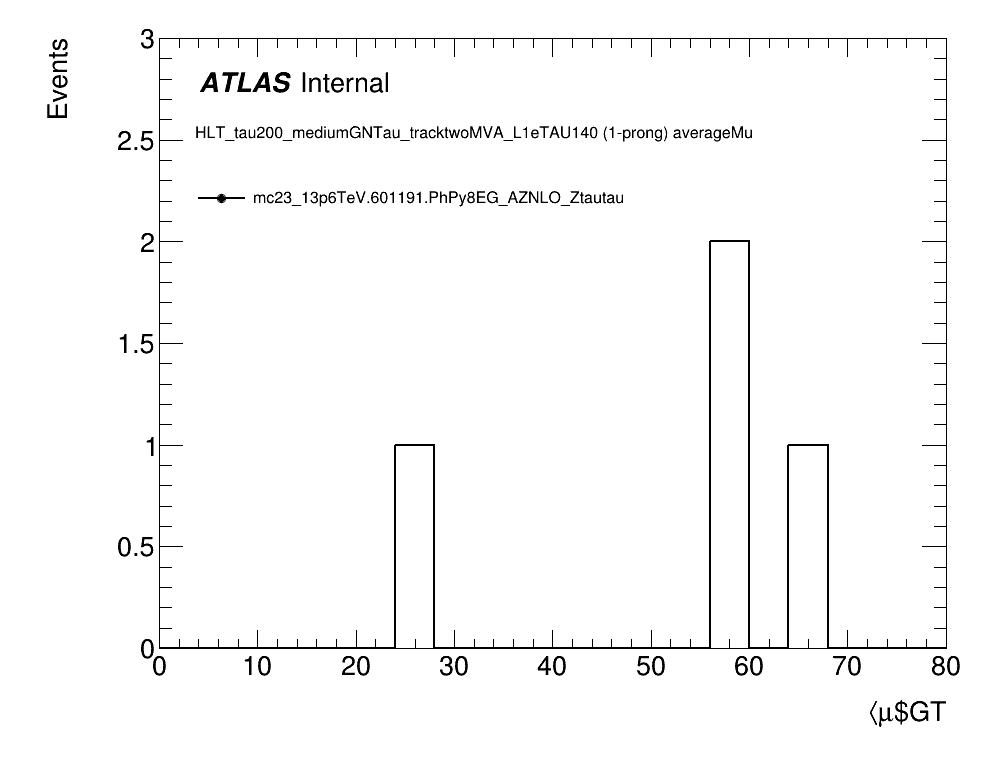 Events
3
ATLAS Internal
HLT_tau200_mediumGNTau_tracktwoMVA_L1eTAU140 (1-prong) averageMu
2.5
mc23_13p6TeV.601191.PhPy8EG_AZNLO_Ztautau
2
1.5
1
0.5
0
0 10 20 30 40 50 60 70 80
⟨μ$GT